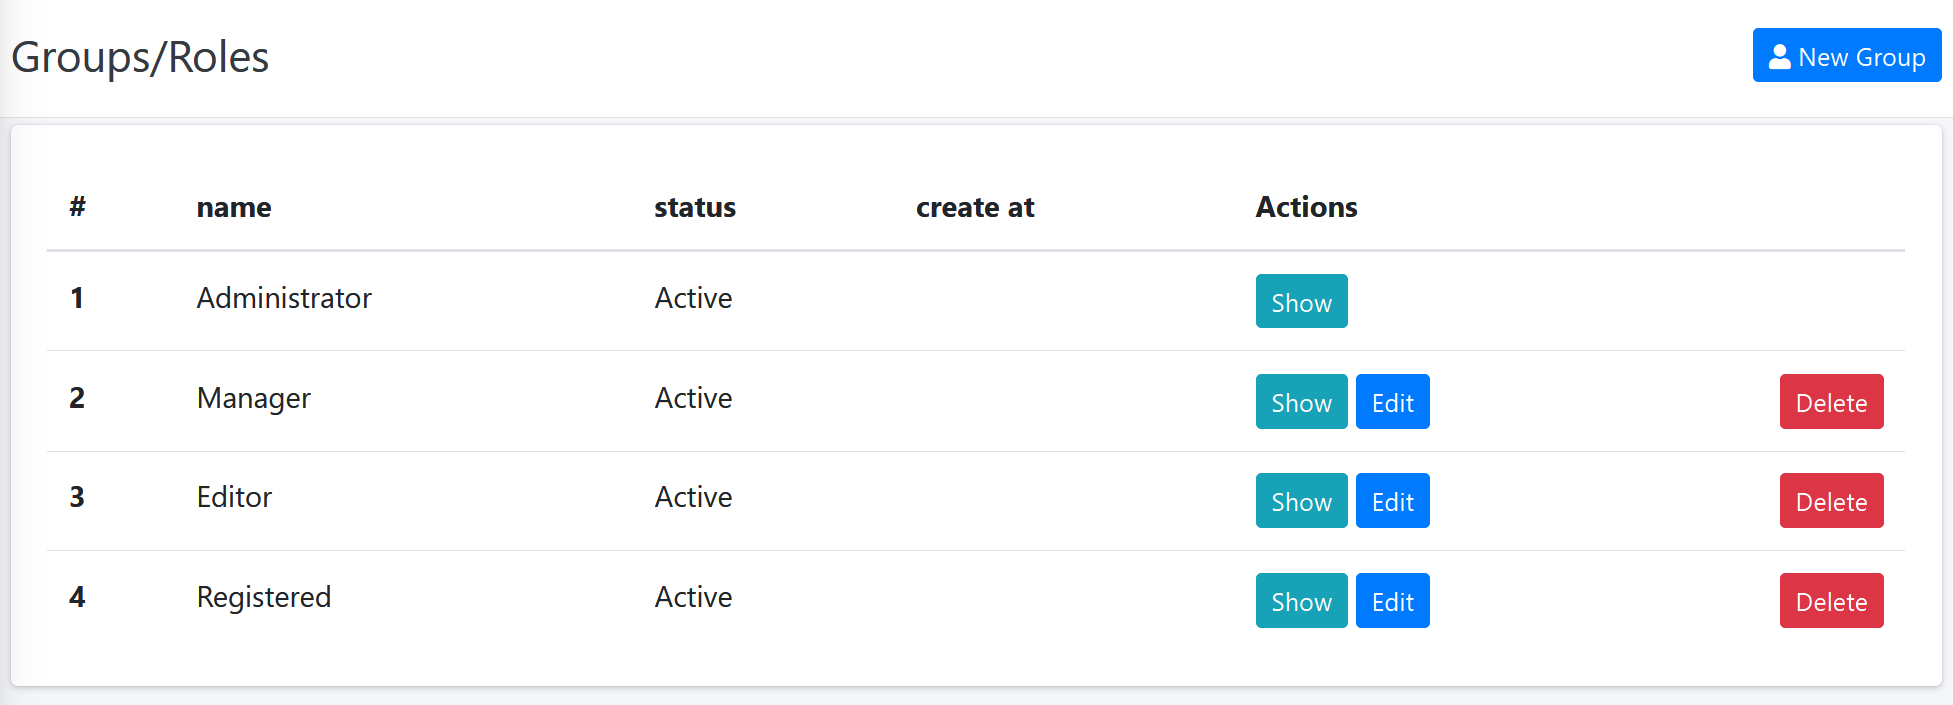 Groups/Roles
New Group
# name status create at Actions
1 Administrator Active Show
2 Manager Active Show Edit Delete
3 Editor Active Show Edit Delete
4 Registered Active Show Edit Delete